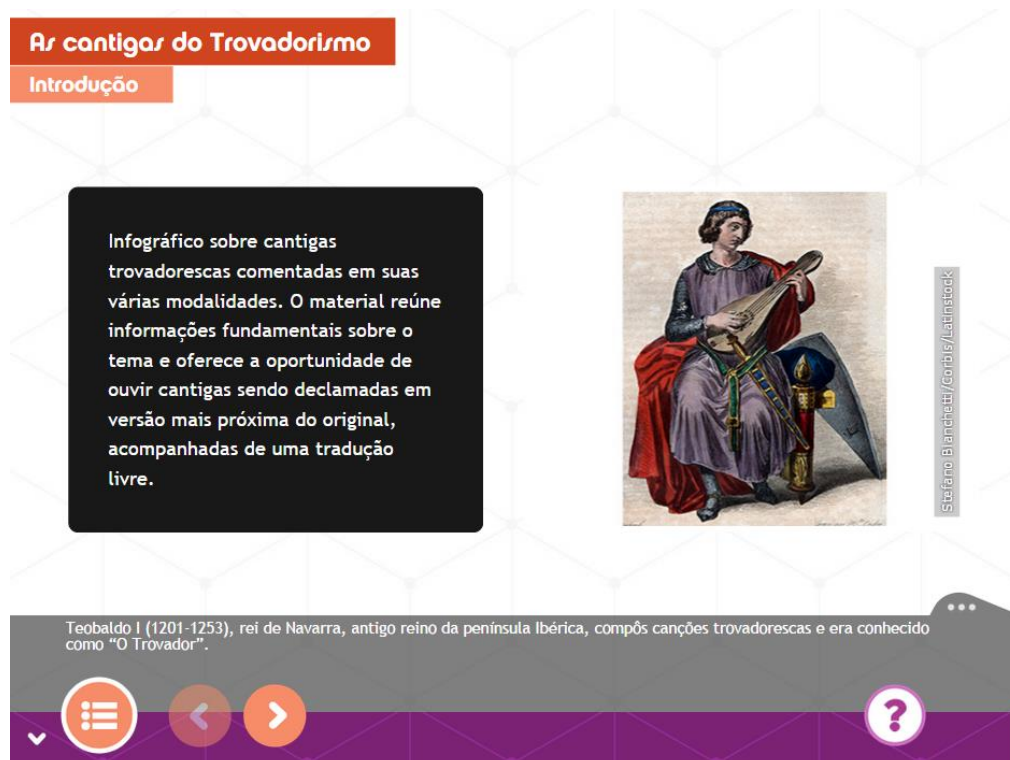 As cantigas do Trovadorismo
Introdução
Infográfico sobre cantigas
trovadorescas comentadas em suas
várias modalidades. O material reúne
informações fundamentais sobre o
tema e oferece a oportunidade de
ouvir cantigas sendo declamadas em
versão mais próxima do original,
acompanhadas de uma tradução
livre.
Stefano Bianchetti/Corbis/Latinstock
Teobaldo I (1201-1253), rei de Navarra, antigo reino da península Ibérica, compôs canções trovadorescas e era conhecido
como “O Trovador”.
?